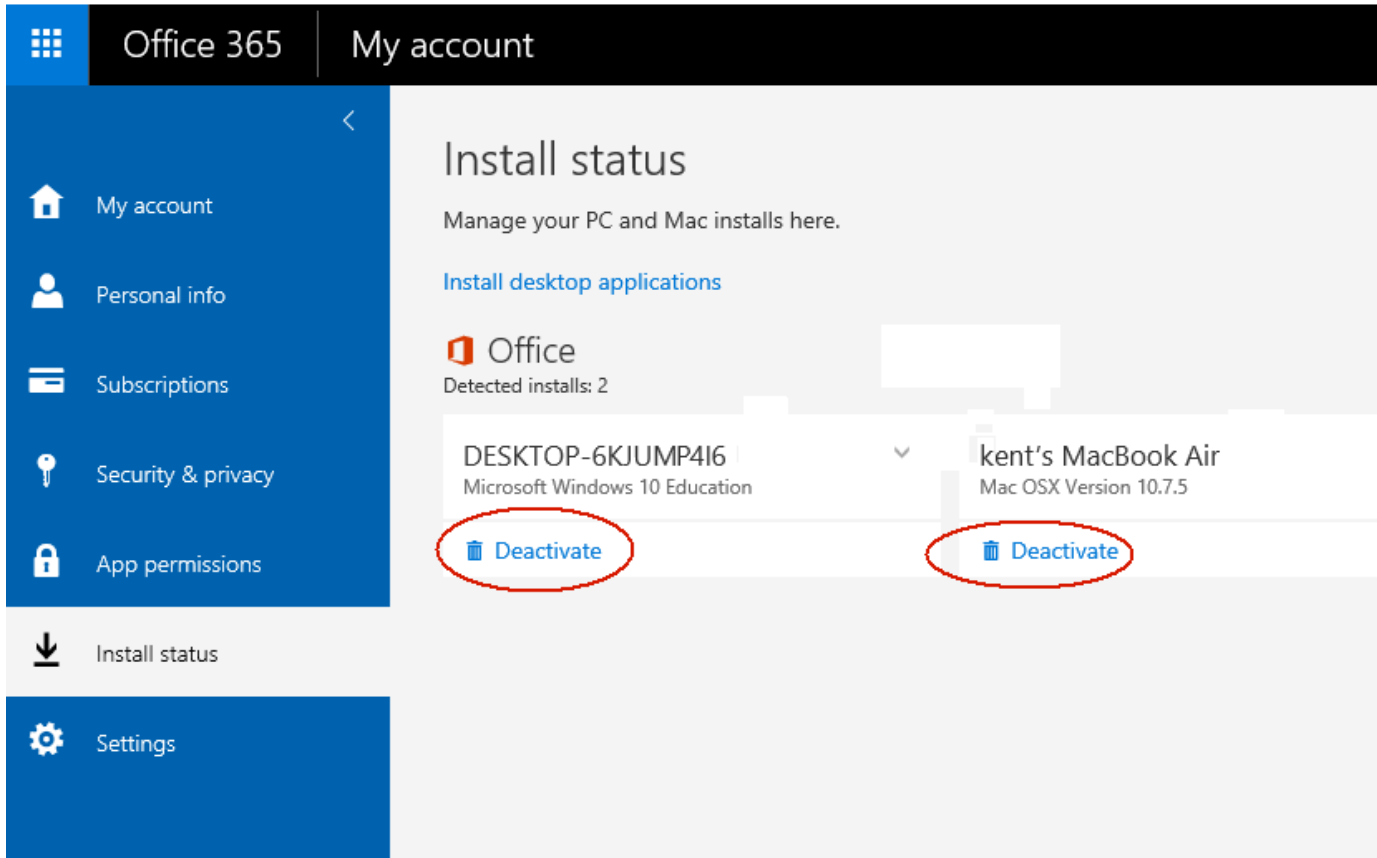 Office 365 My account
My account
Personal info
Subscriptions
Security & privacy
App permissions
Install status
Settings
Install status
Manage your PC and Mac installs here.
Install desktop applications
Office
Detected installs: 2
DESKTOP-6KJUMP4I6
Microsoft Windows 10 Education
Deactivate
kent's MacBook Air
Mac OSX Version 10.7.5
Deactivate